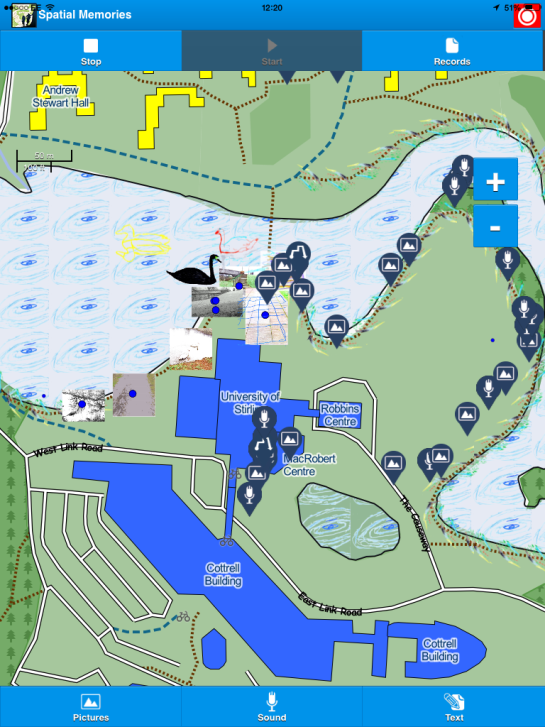 12:20
51%
Spatial Memories
Stop
Start
Records
Andrew
Stewart Hall
50 m
+
-
University of
Robbins
Centre
MacRobert
Centre
West Link Road
The Causeway
Cottrell
Building
East Link Road
Cottrell
Building
Pictures
Sound
Text